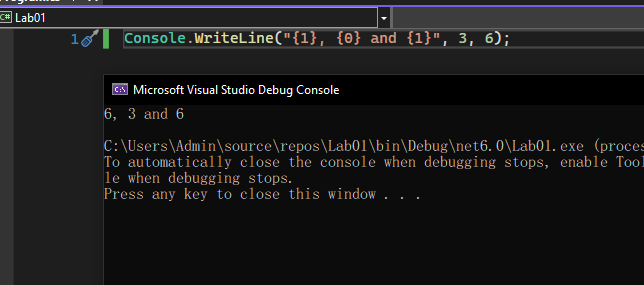 C# Lab01
1 Console.WriteLine("{1}, {0} and {1}", 3, 6);
C:\ Microsoft Visual Studio Debug Console
6, 3 and 6
C:\Users\Admin\source\repos\Lab01\bin\Debug\net6.0\Lab01.exe (proces
To automatically close the console when debugging stops, enable Tool
le when debugging stops.
Press any key to close this window . . .